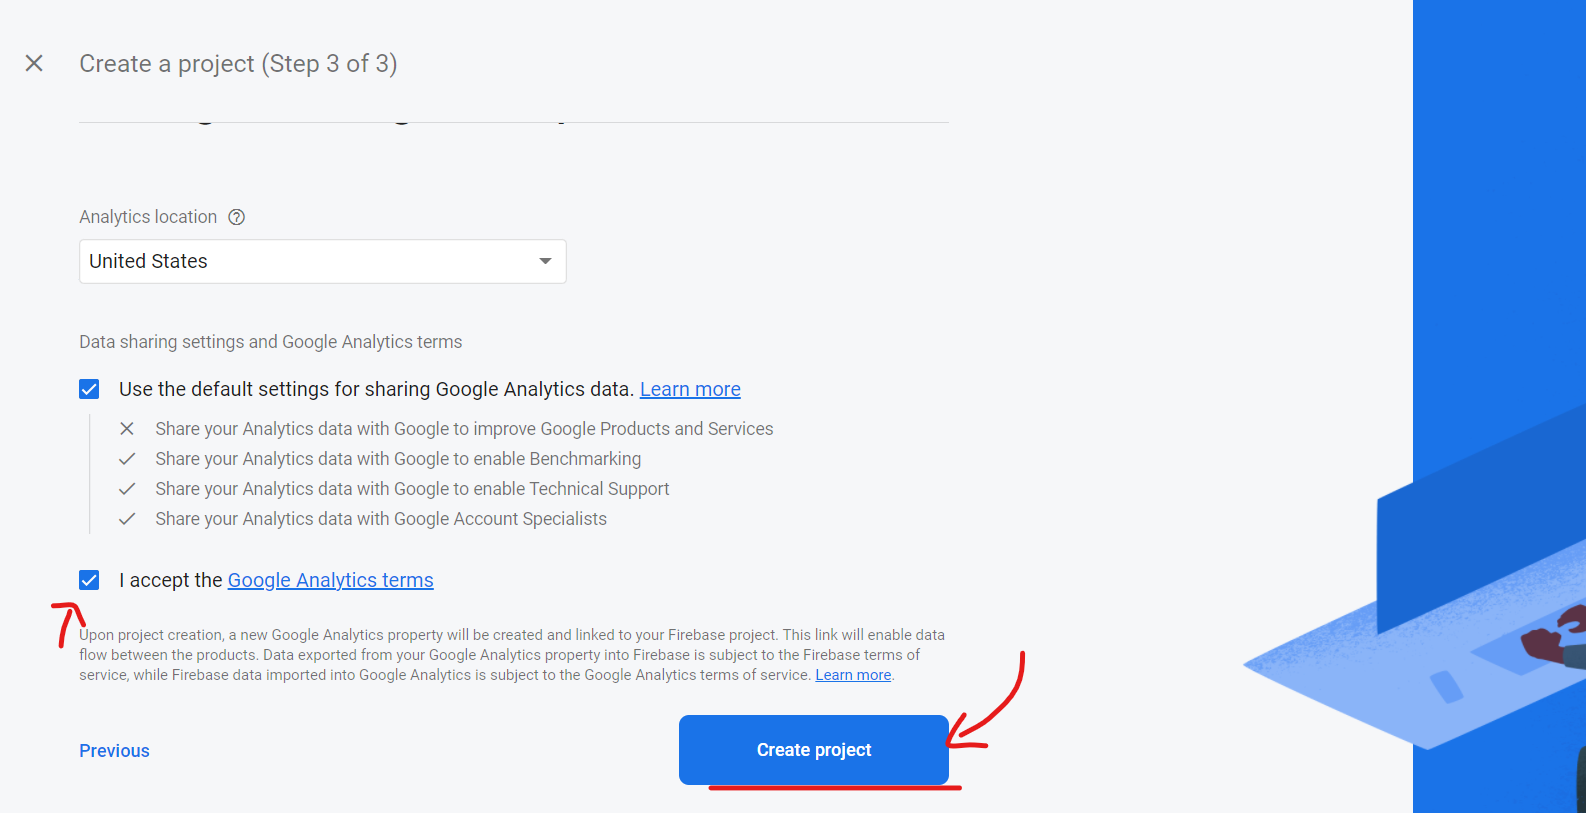 Create a project (Step 3 of 3)
Analytics location
United States
Data sharing settings and Google Analytics terms
Use the default settings for sharing Google Analytics data. Learn more
Share your Analytics data with Google to improve Google Products and Services
Share your Analytics data with Google to enable Benchmarking
Share your Analytics data with Google to enable Technical Support
Share your Analytics data with Google Account Specialists
I accept the Google Analytics terms
Upon project creation, a new Google Analytics property will be created and linked to your Firebase project. This link will enable data
flow between the products. Data exported from your Google Analytics property into Firebase is subject to the Firebase terms of
service, while Firebase data imported into Google Analytics is subject to the Google Analytics terms of service. Learn more.
Previous
Create project